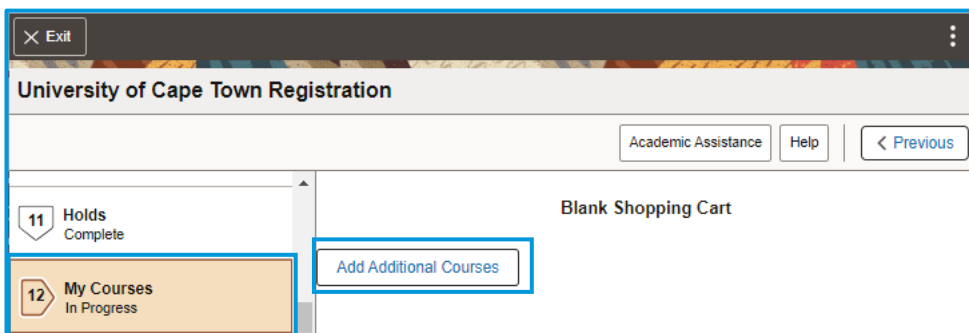 Exit
University of Cape Town Registration
Academic Assistance Help Previous
11 Holds
Complete
Blank Shopping Cart
Add Additional Courses
12 My Courses
In Progress